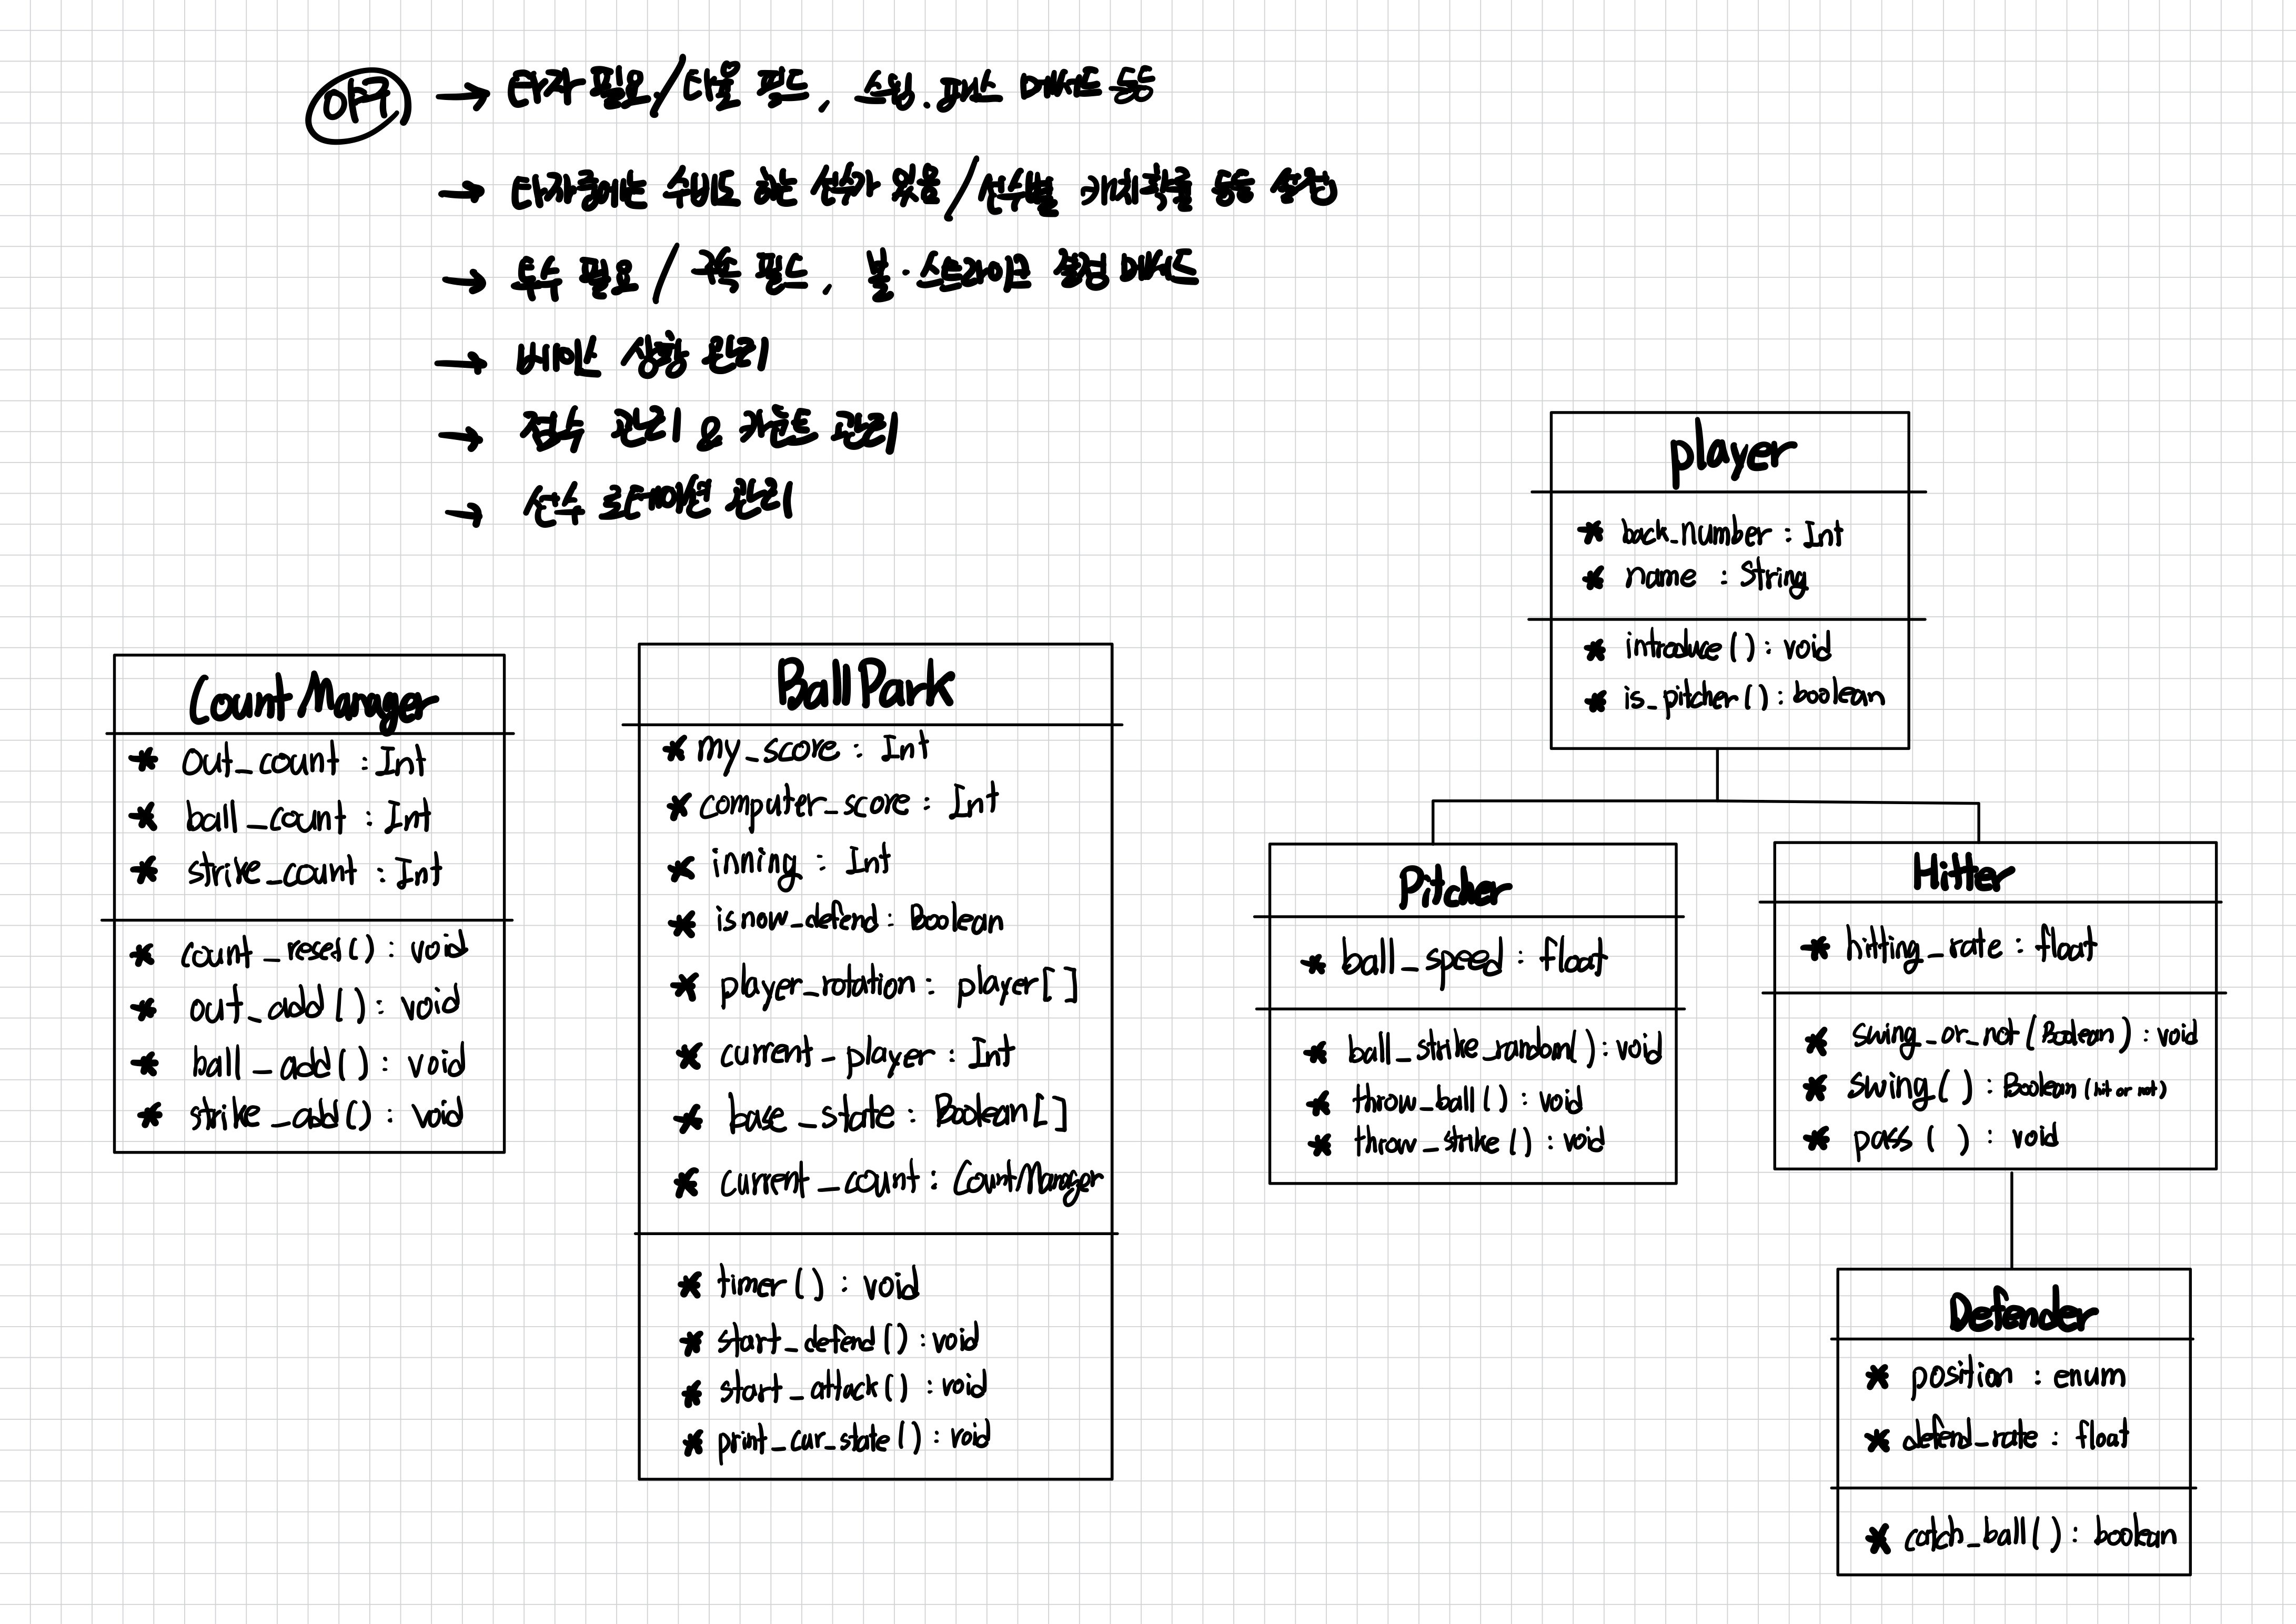 야구 → 타자 필요 / 타율 필드, 스윙. 패스 메서드 등등
→ 타자중에는 수비도 하는 선수가 있음 / 선수별 캐치확률 등등 설정
→ 투수 필요 / 구속 필드, 볼·스트라이크 결정 메서드
→ 베이스 상황 관리
→ 점수 관리 & 카운트 관리
→ 선수 로테이션 관리
Count Manager
* out_count : Int
* ball_count : Int
* strike_count : Int
* count_reset() : void
* out_add() : void
* ball_add() : void
* strike_add() : void
Ball Park
* my_score : Int
* computer_score : Int
* inning : Int
* isnow_defend : Boolean
* player_rotation : player[]
* current_player : Int
* base_state : Boolean[]
* current_count : CountManager
* timer() : void
* start_defend() : void
* start_attack() : void
* print_cur_state() : void
player
* back_number : Int
* name : String
* introduce() : void
* is_pitcher() : boolean
Pitcher
* ball_speed : float
* ball_strike_random() : void
* throw_ball() : void
* throw_strike() : void
Hitter
* hitting_rate : float
* swing_or_not(Boolean) : void
* swing() : Boolean (hit or not)
* pass() : void
Defender
* position : enum
* defend_rate : float
* catch_ball() : boolean